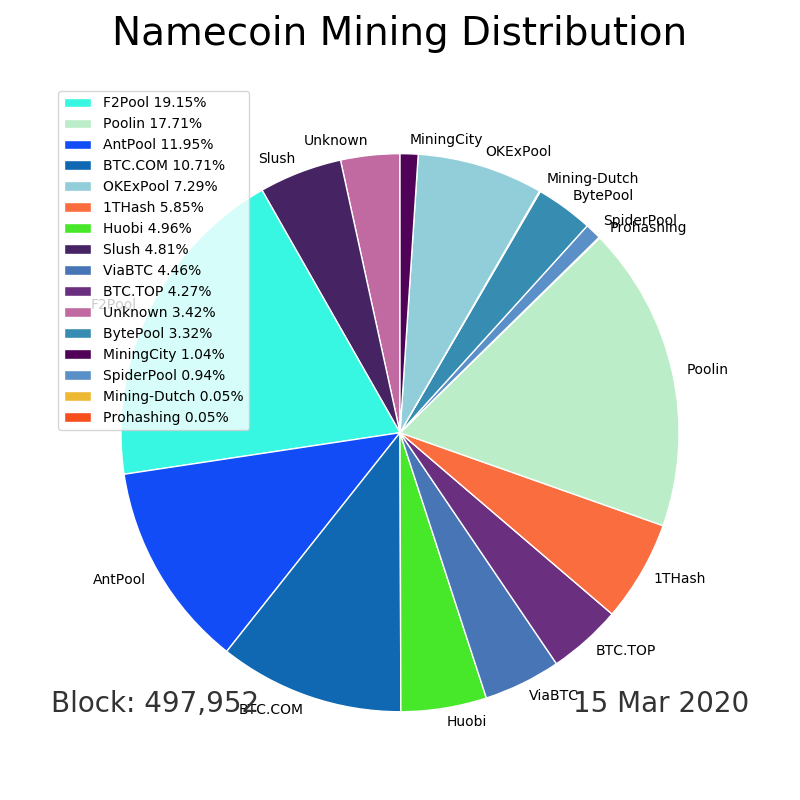 Namecoin Mining Distribution
F2Pool 19.15%
Poolin 17.71%
AntPool 11.95%
BTC.COM 10.71%
OKExPool 7.29%
1THash 5.85%
Huobi 4.96%
Slush 4.81%
ViaBTC 4.46%
BTC.TOP 4.27%
Unknown 3.42%
BytePool 3.32%
MiningCity 1.04%
SpiderPool 0.94%
Mining-Dutch 0.05%
Prohashing 0.05%
Unknown
MiningCity
Slush
OKExPool
Mining-Dutch
BytePool
SpiderPool
Prohashing
F2Pool
Poolin
AntPool
1THash
BTC.TOP
ViaBTC
BTC.COM
Huobi
Block: 497,952
15 Mar 2020